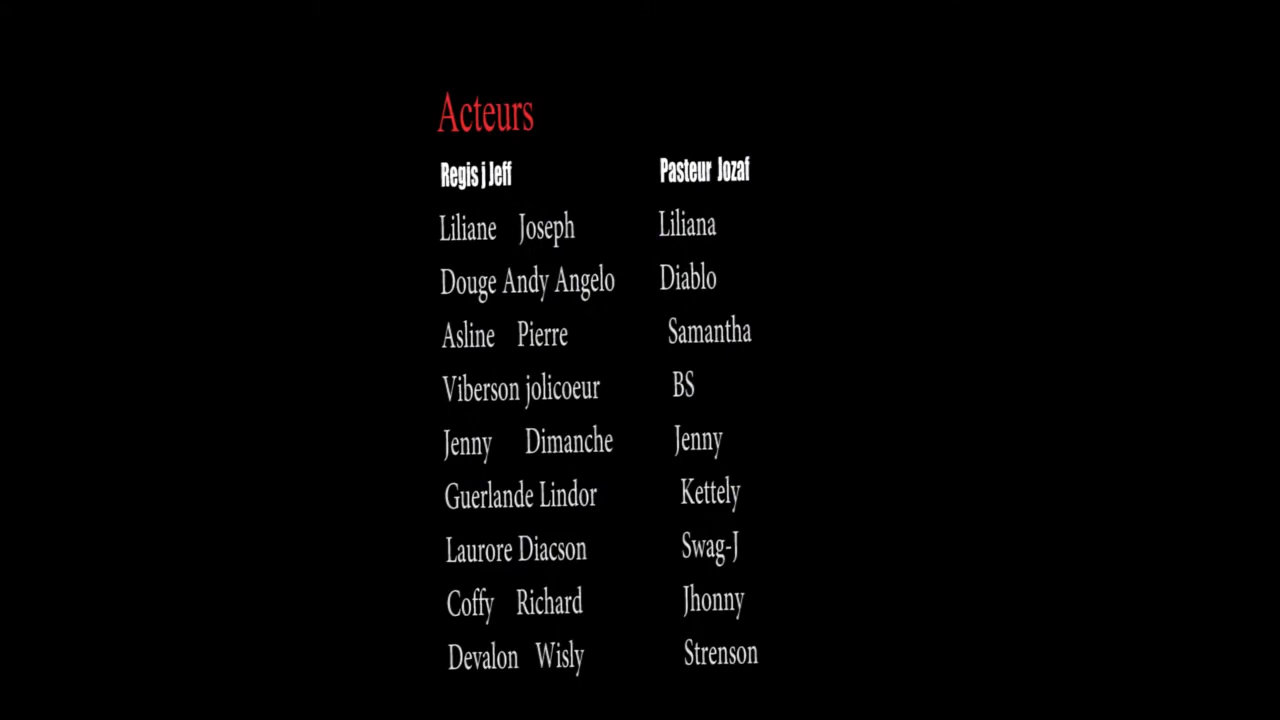 Acteurs
Regis j Jeff Pasteur Jozaf
Liliane Joseph Liliana
Douge Andy Angelo Diablo
Asline Pierre Samantha
Viberson jolicoeur BS
Jenny Dimanche Jenny
Guerlande Lindor Kettely
Laurore Diacson Swag-J
Coffy Richard Jhonny
Devalon Wisly Strenson